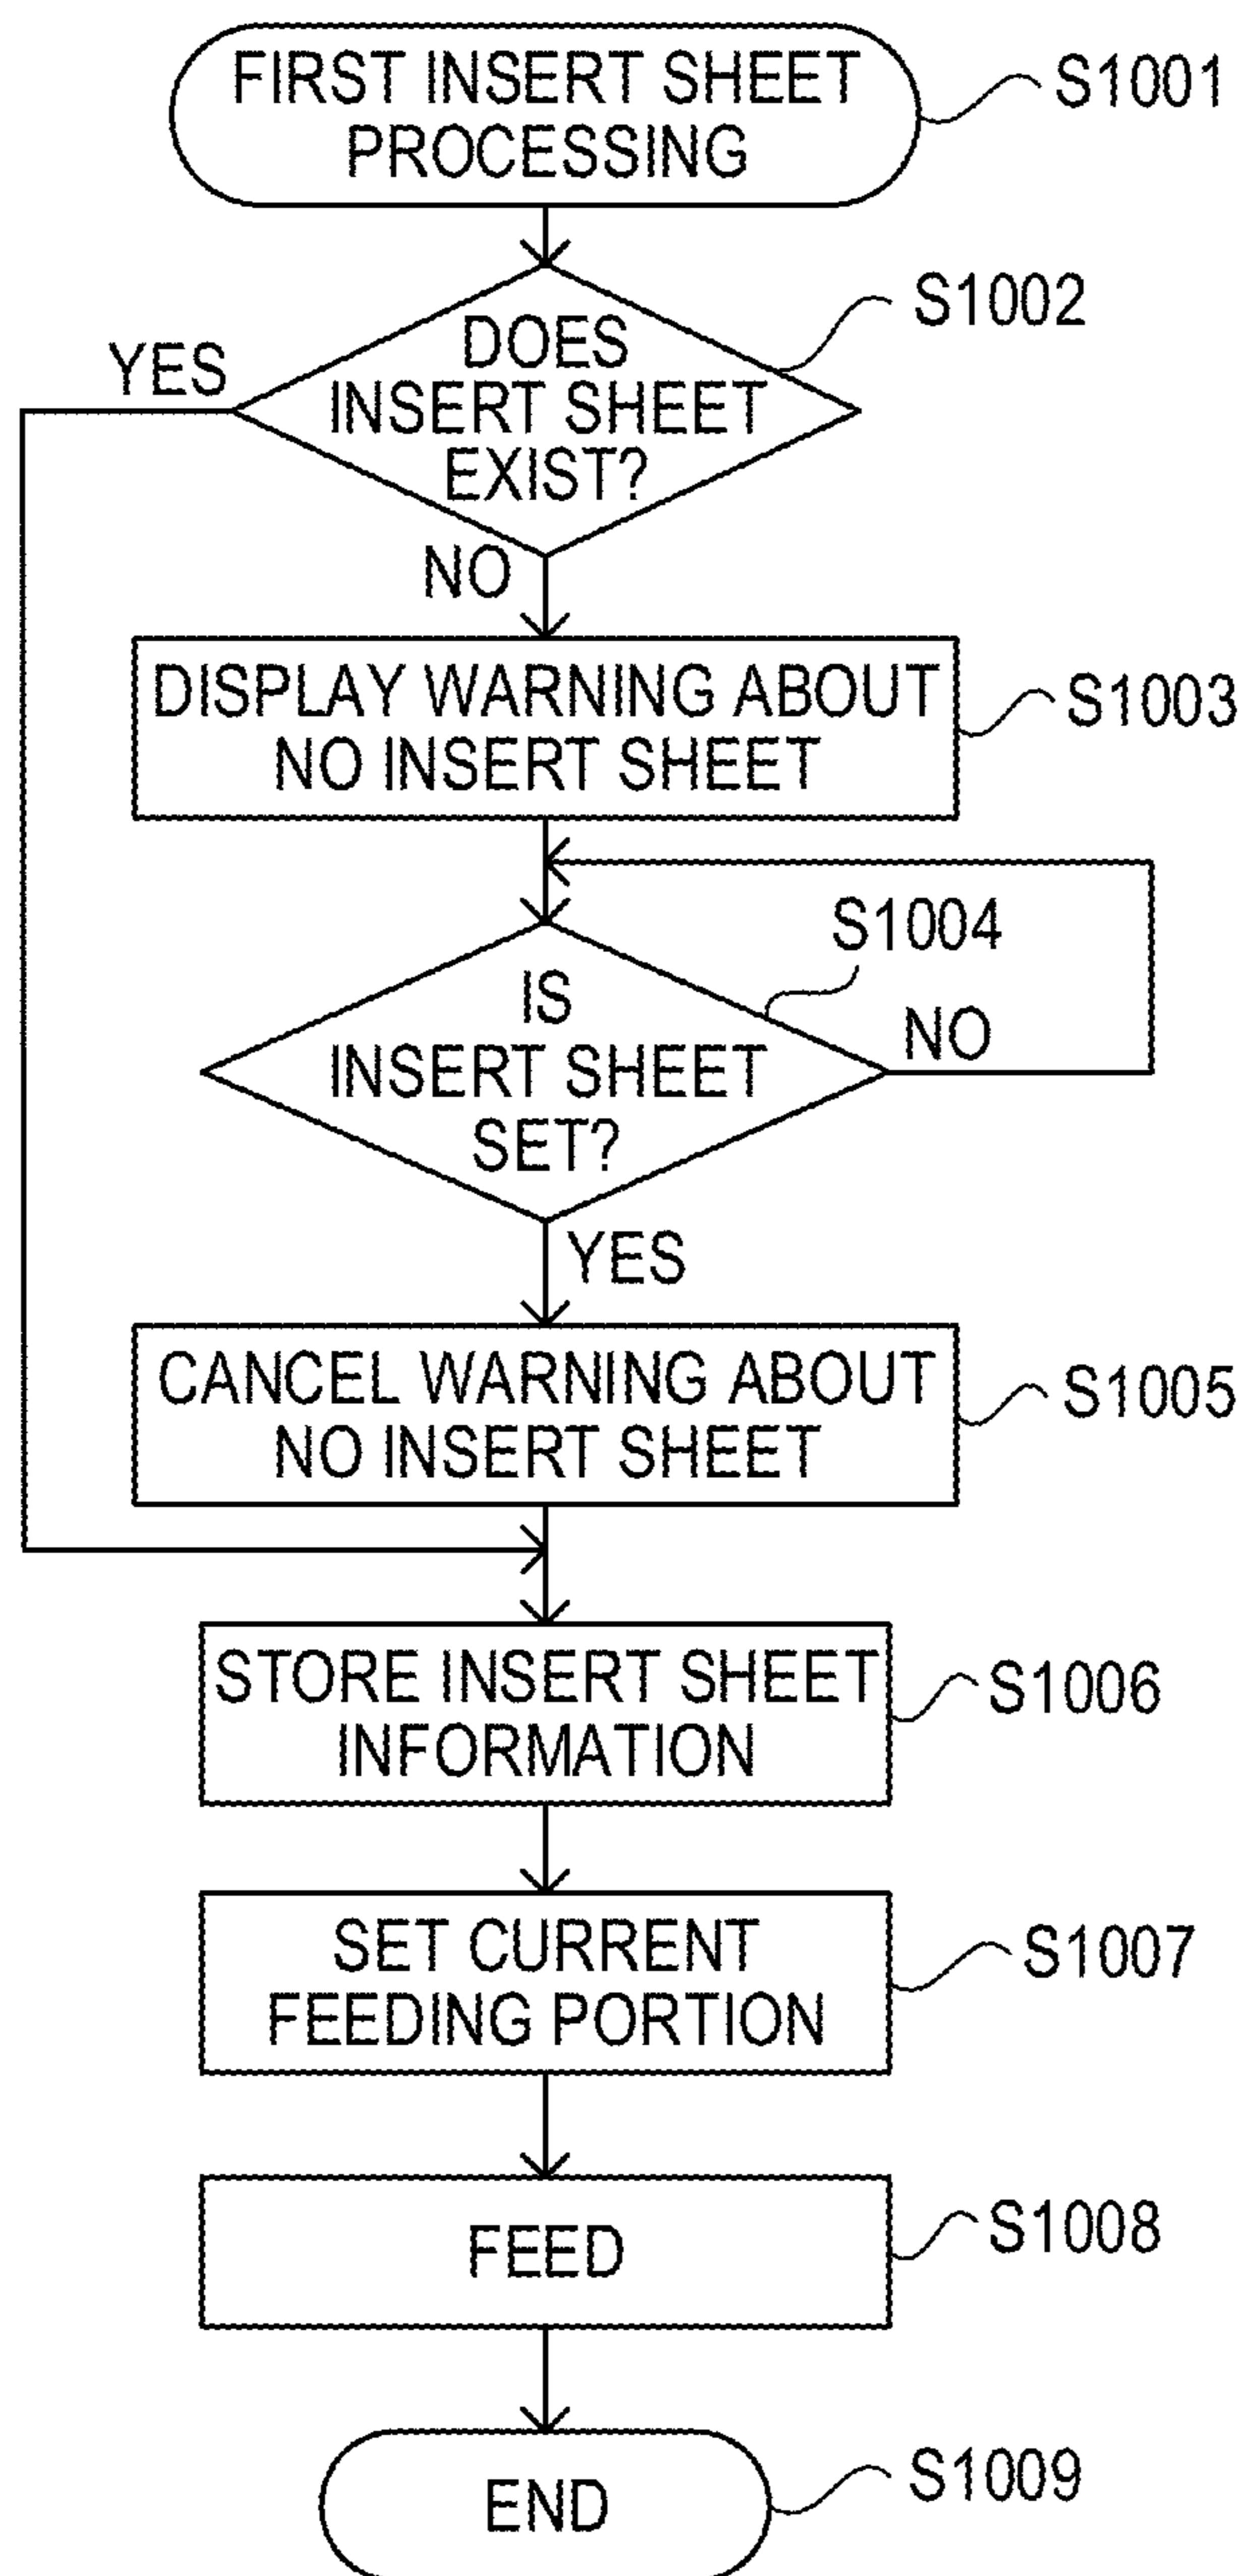 FIRST INSERT SHEET
PROCESSING
S1001
DOES
INSERT SHEET
EXIST?
S1002
YES
NO
DISPLAY WARNING ABOUT
NO INSERT SHEET
S1003
IS
INSERT SHEET
SET?
S1004
NO
YES
CANCEL WARNING ABOUT
NO INSERT SHEET
S1005
STORE INSERT SHEET
INFORMATION
S1006
SET CURRENT
FEEDING PORTION
S1007
FEED
S1008
END
S1009